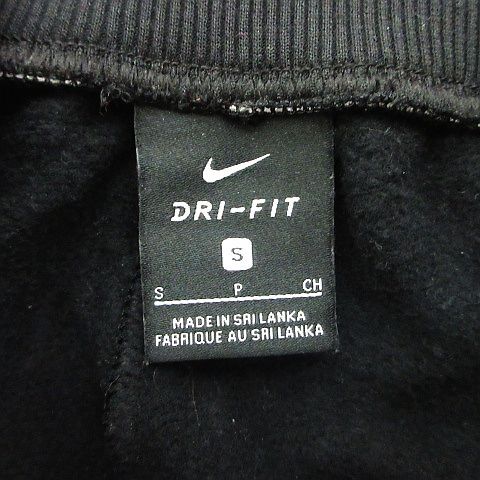 DRI-FIT
S
S P CH
MADE IN SRI LANKA
FABRIQUE AU SRI LANKA